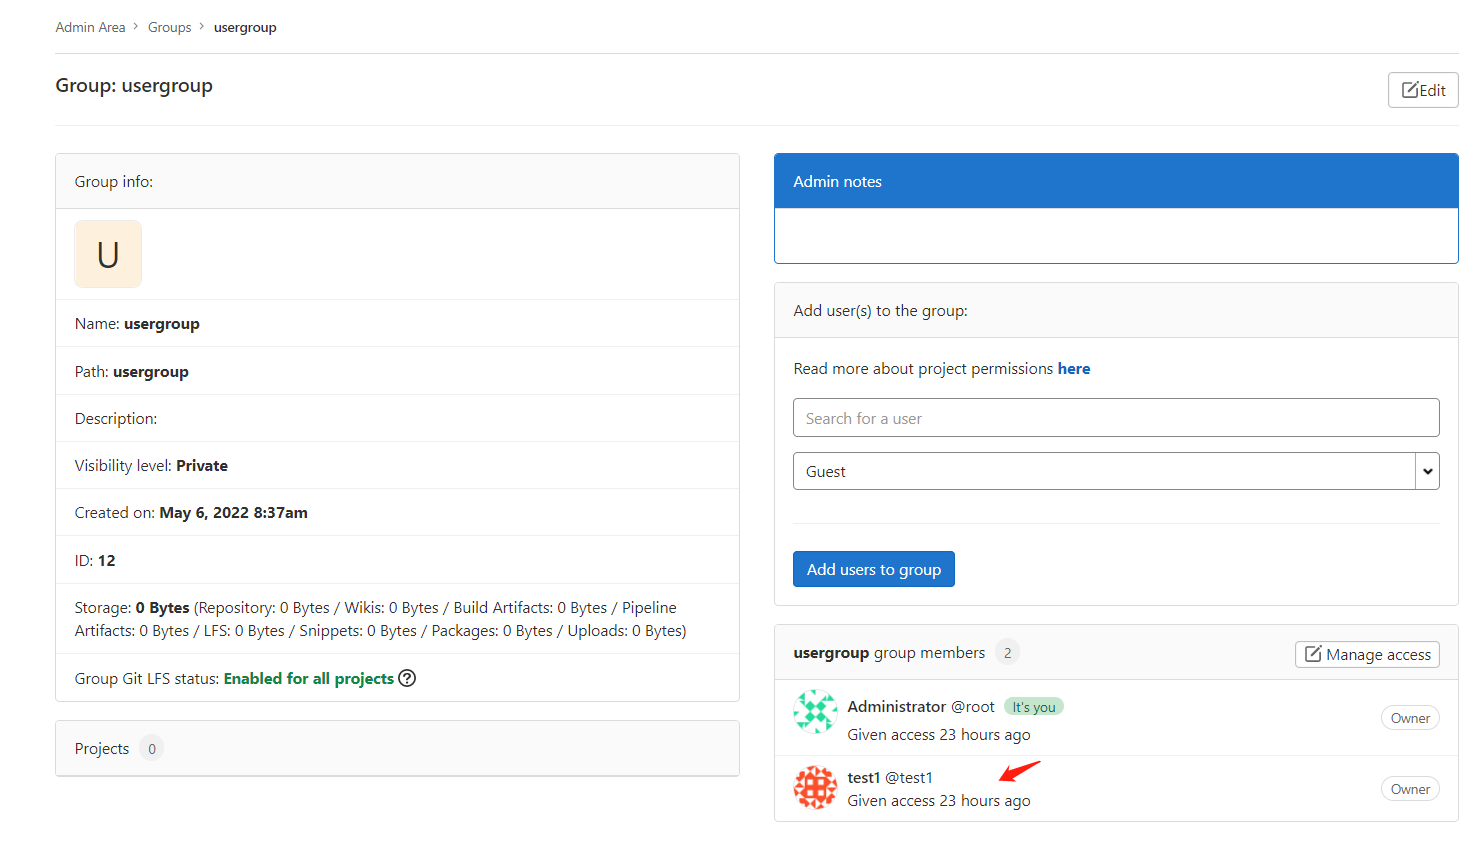 Admin Area > Groups > usergroup
Group: usergroup
Edit
Group info:
U
Name: usergroup
Path: usergroup
Description:
Visibility level: Private
Created on: May 6, 2022 8:37am
ID: 12
Storage: 0 Bytes (Repository: 0 Bytes / Wikis: 0 Bytes / Build Artifacts: 0 Bytes / Pipeline
Artifacts: 0 Bytes / LFS: 0 Bytes / Snippets: 0 Bytes / Packages: 0 Bytes / Uploads: 0 Bytes)
Group Git LFS status: Enabled for all projects ?
Projects 0
Admin notes
Add user(s) to the group:
Read more about project permissions here
Search for a user
Guest
Add users to group
usergroup group members 2
Manage access
Administrator @root It's you
Given access 23 hours ago
Owner
test1 @test1
Given access 23 hours ago
Owner